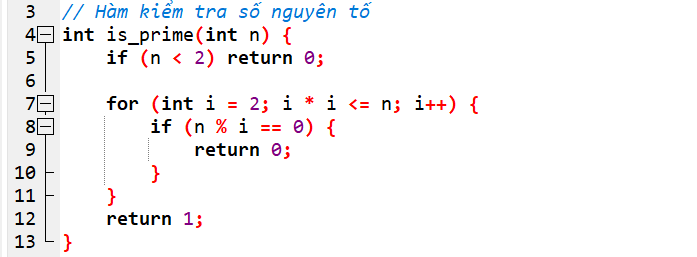 3 // Hàm kiểm tra số nguyên tố
4 int is_prime(int n) {
5 if (n < 2) return 0;
6
7 for (int i = 2; i * i <= n; i++) {
8 if (n % i == 0) {
9 return 0;
10 }
11 }
12 return 1;
13 }